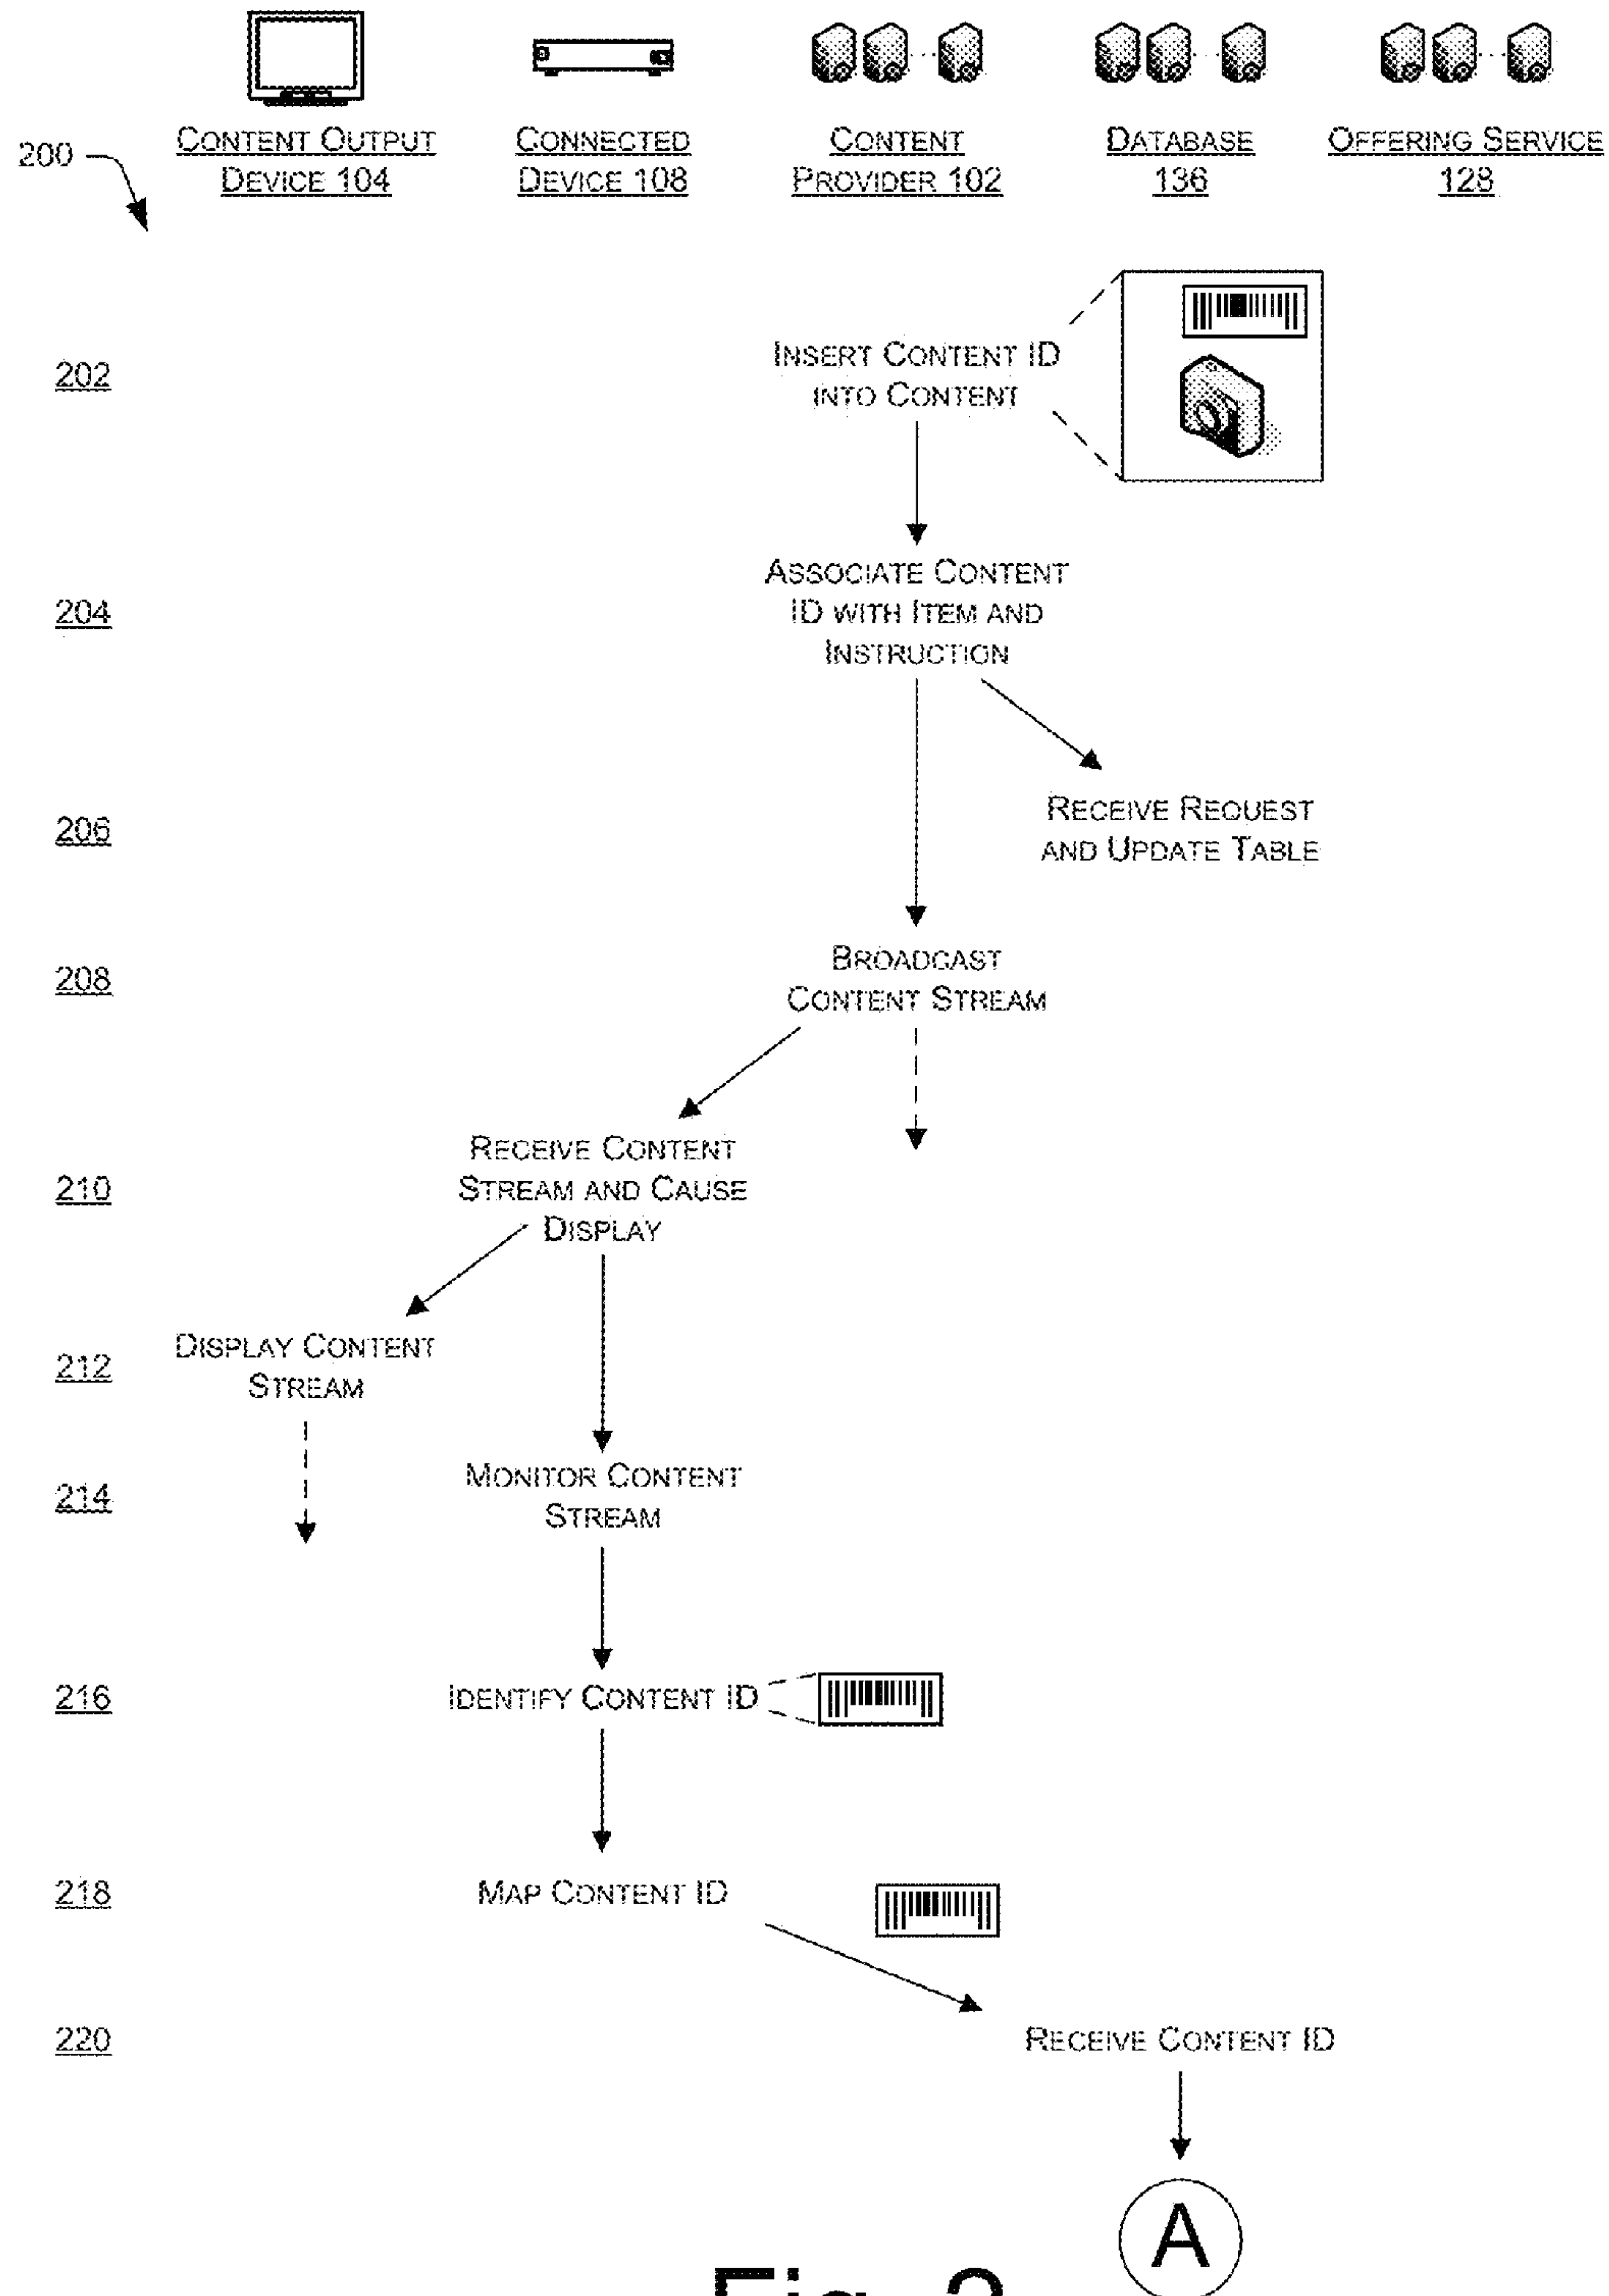 200
CONTENT OUTPUT
DEVICE 104
CONNECTED
DEVICE 108
CONTENT
PROVIDER 102
DATABASE
136
OFFERING SERVICE
128
202
INSERT CONTENT ID
INTO CONTENT
204
ASSOCIATE CONTENT
ID WITH ITEM AND
INSTRUCTION
206
RECEIVE REQUEST
AND UPDATE TABLE
208
BROADCAST
CONTENT STREAM
210
RECEIVE CONTENT
STREAM AND CAUSE
DISPLAY
212
DISPLAY CONTENT
STREAM
214
MONITOR CONTENT
STREAM
216
IDENTIFY CONTENT ID
218
MAP CONTENT ID
220
RECEIVE CONTENT ID
A